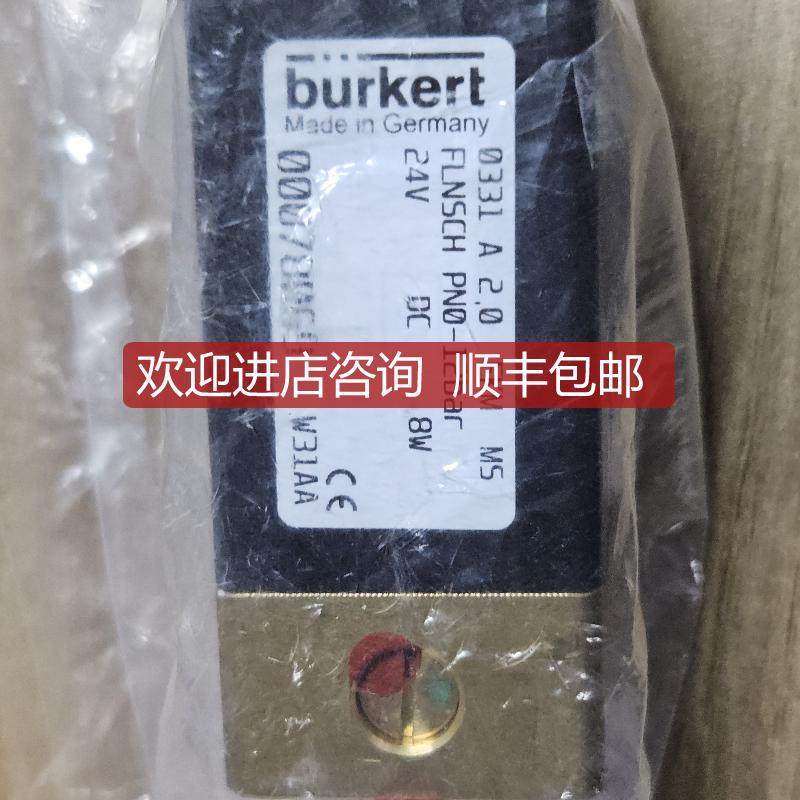 bürkert
Made in Germany
0331 A 2.0 MS
FLNSCH
24V DC 8W
W31AA
CE
欢迎进店咨询 顺丰包邮